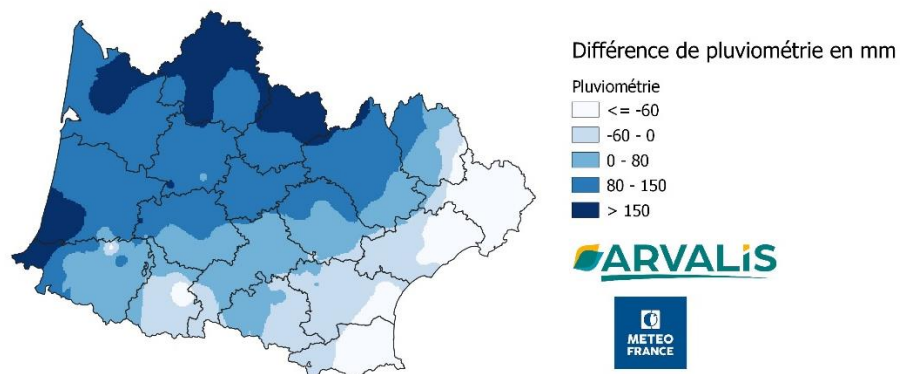 Différence de pluviométrie en mm
Pluviométrie
<= -60
-60 - 0
0 - 80
80 - 150
> 150
ARVALIS
METEO
FRANCE